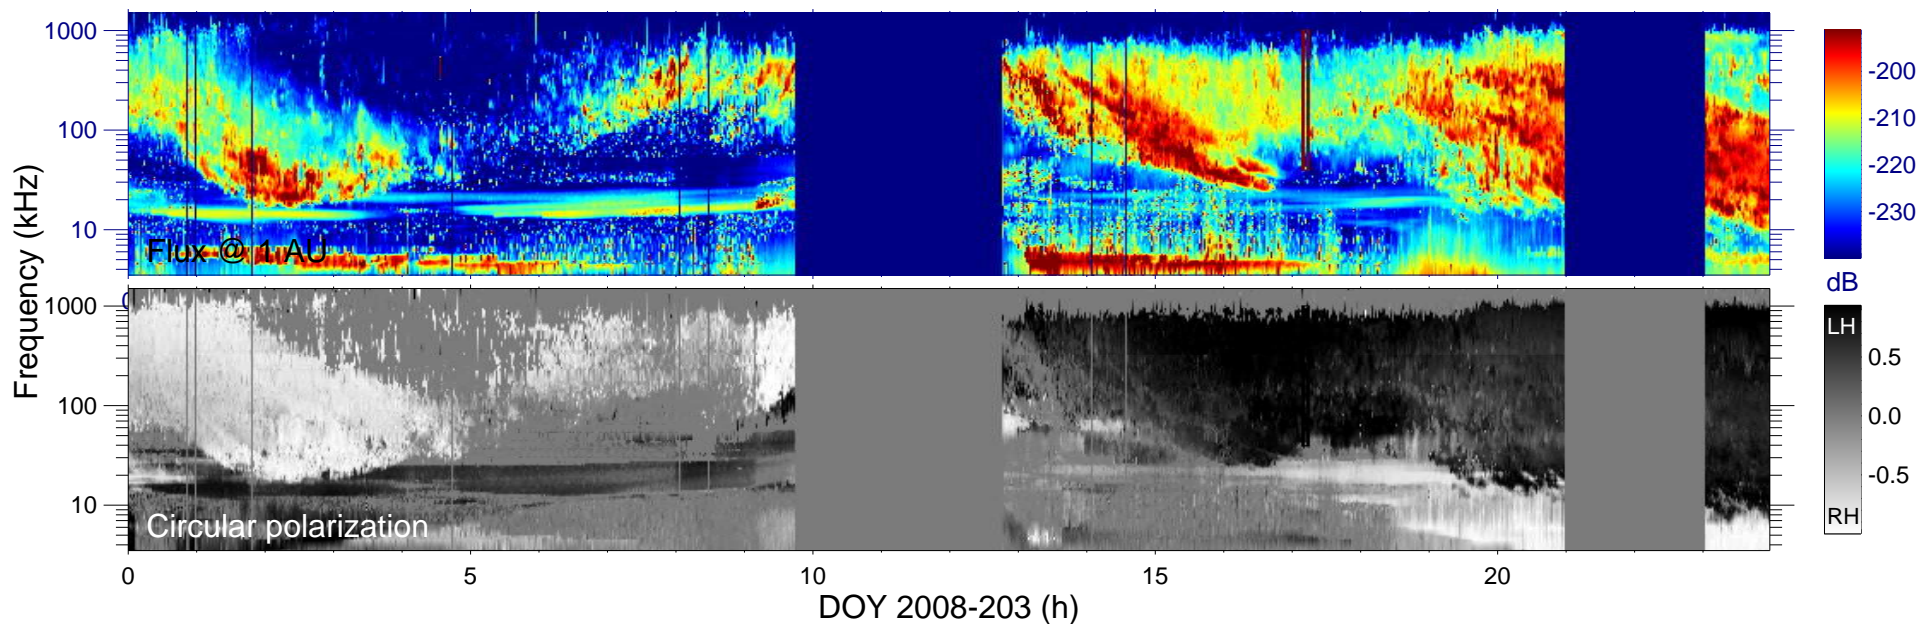 1000
100
10
Flux @ 1 AU
-200
-210
-220
-230
dB
0
Frequency (kHz)
1000
100
10
Circular polarization
LH
0.5
0.0
-0.5
RH
0
5
10
15
20
DOY 2008-203 (h)